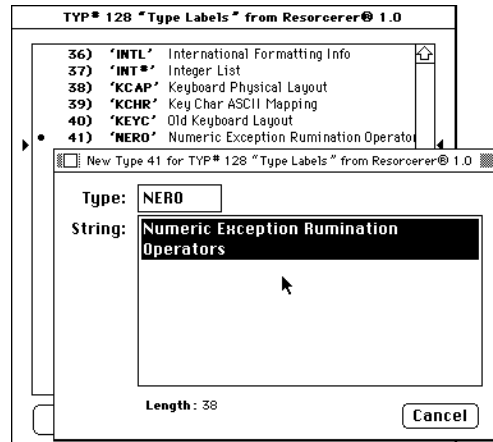 TYP# 128 “Type Labels” from Resorcerer® 1.0
36) ‘INTL’ International Formatting Info
37) ‘INT#’ Integer List
38) ‘KCAP’ Keyboard Physical Layout
39) ‘KCHR’ Key Char ASCII Mapping
40) ‘KEYC’ Old Keyboard Layout
• 41) ‘NERO’ Numeric Exception Rumination Operator
New Type 41 for TYP# 128 “Type Labels” from Resorcerer® 1.0
Type: NERO
String: Numeric Exception Rumination
Operators
Length: 38
Cancel